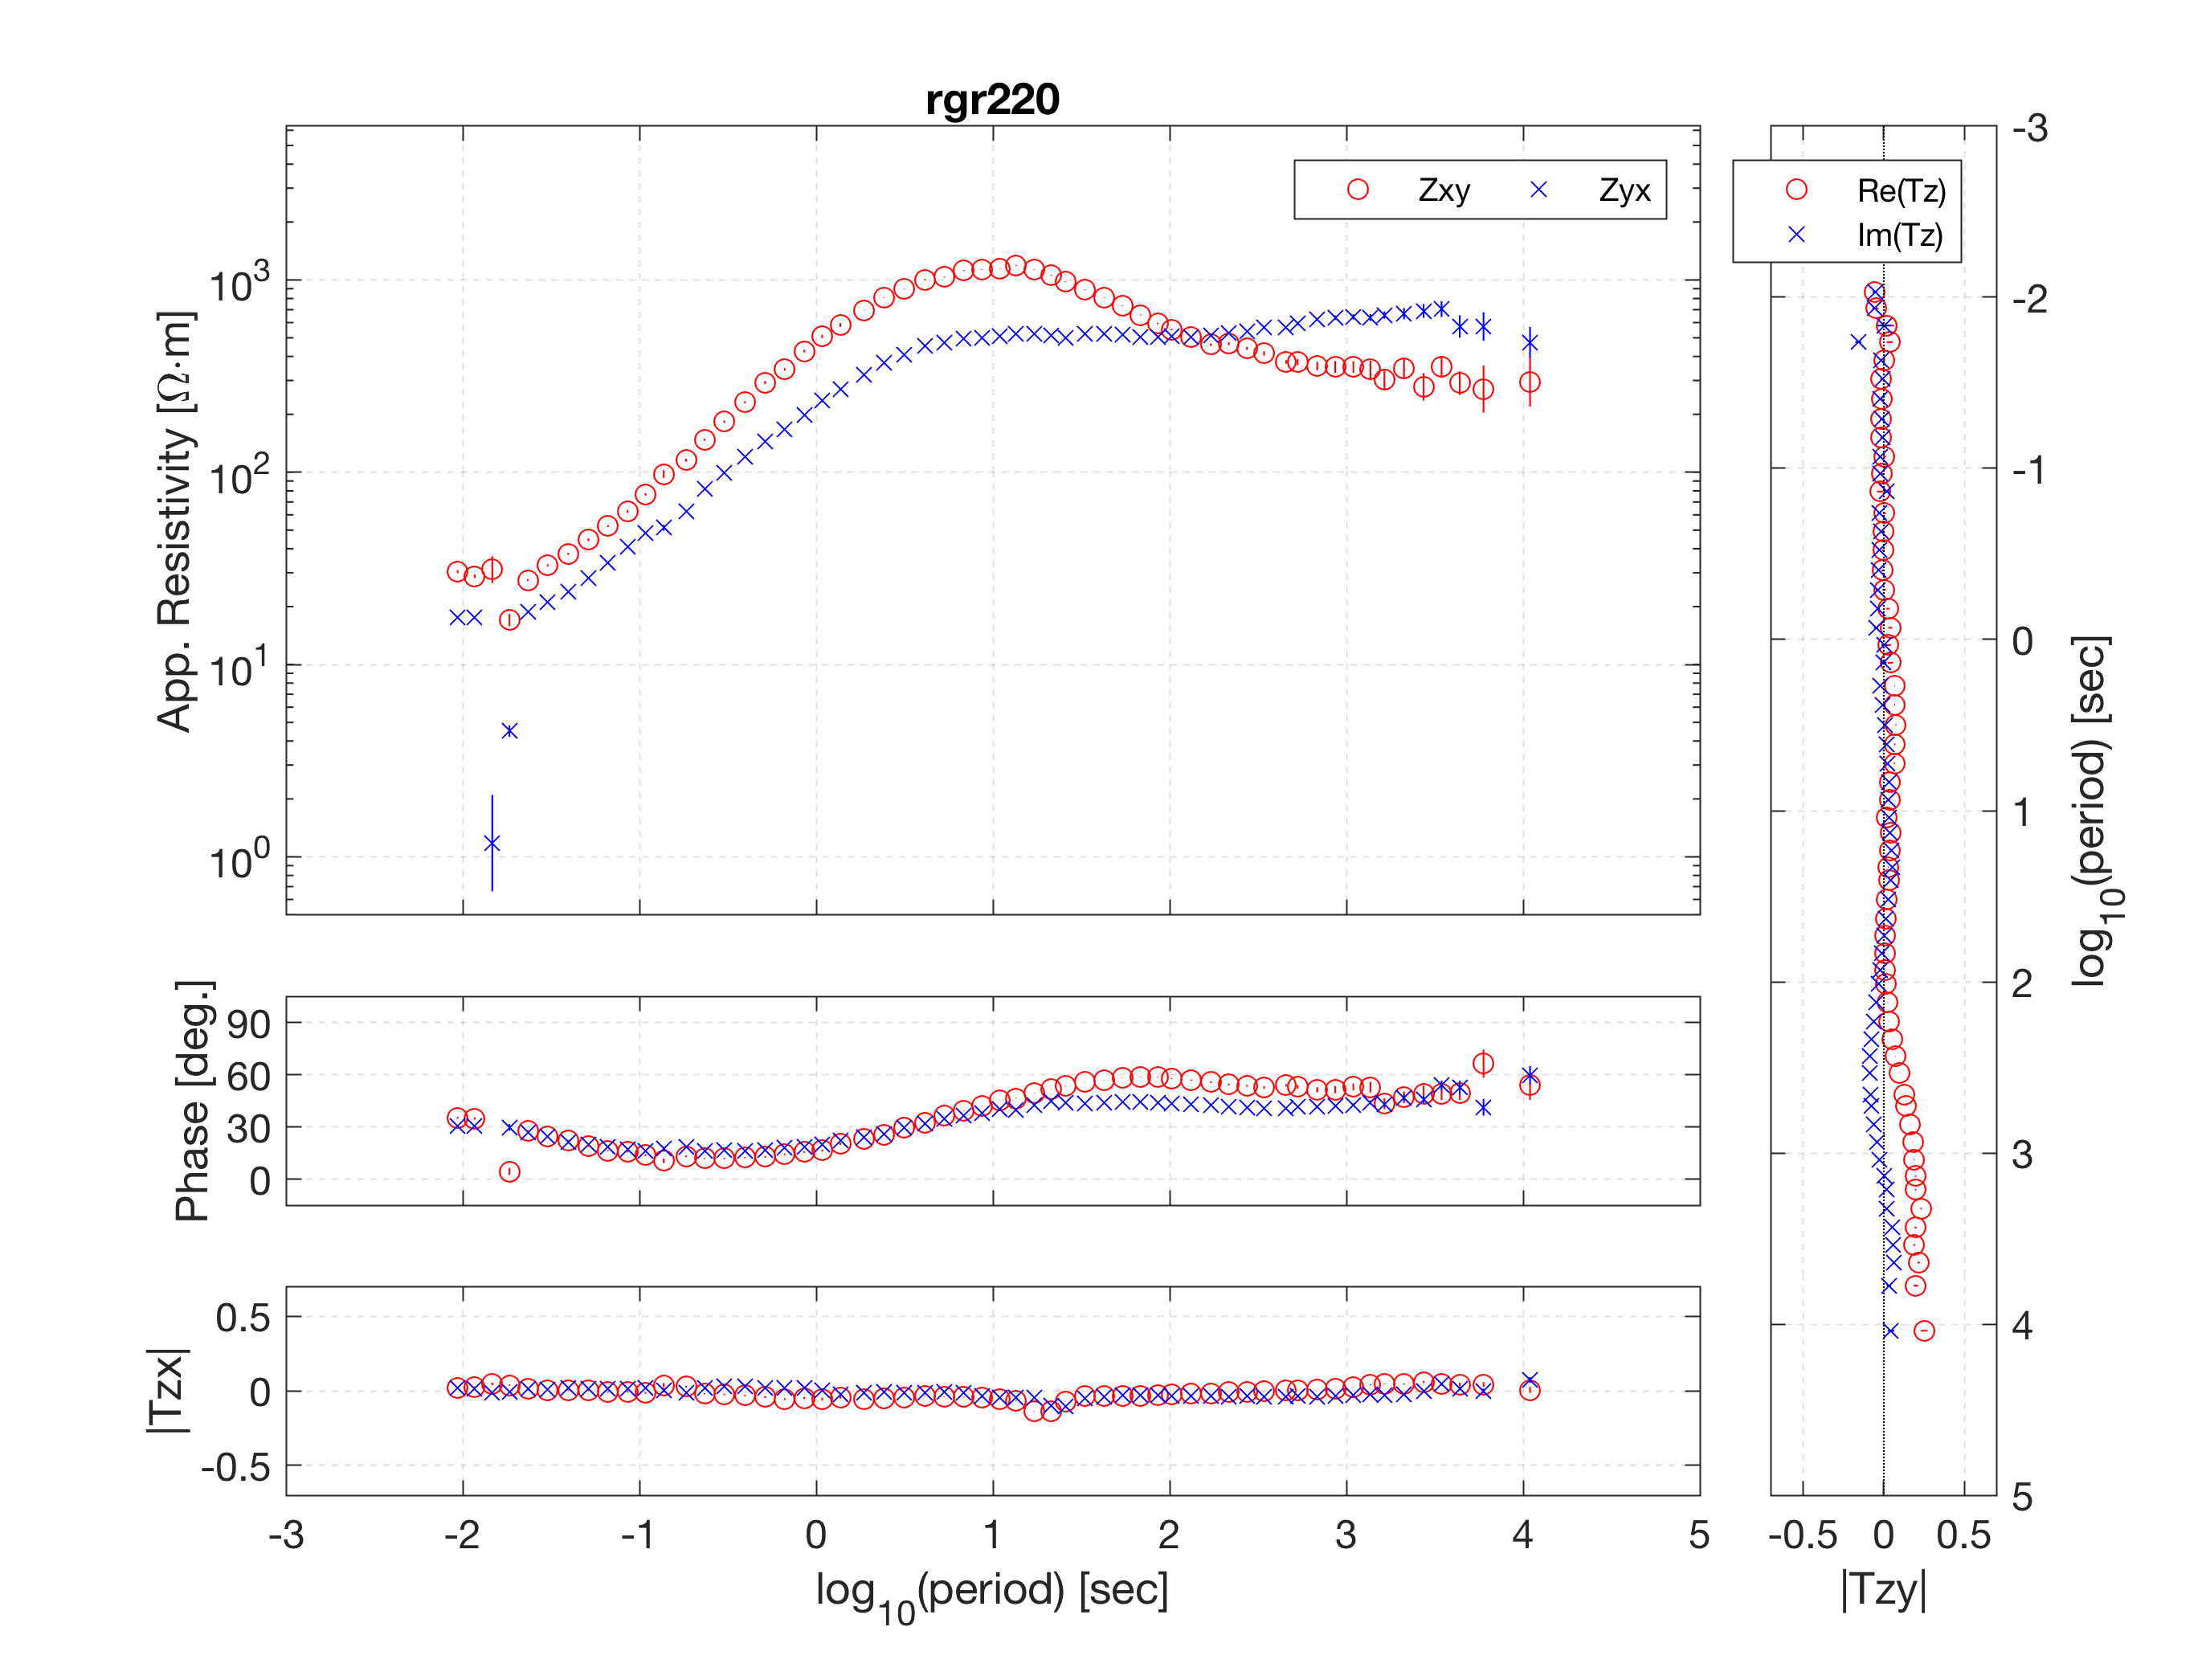 rgr220
Zxy Zyx
Re(Tz)
Im(Tz)
App. Resistivity [Ω·m]
10³
10²
10¹
10⁰
Phase [deg.]
90
60
30
0
|Tzx|
0.5
0
-0.5
-3 -2 -1 0 1 2 3 4 5
log₁₀(period) [sec]
-3
-2
-1
0
1
2
3
4
5
log₁₀(period) [sec]
-0.5 0 0.5
|Tzy|